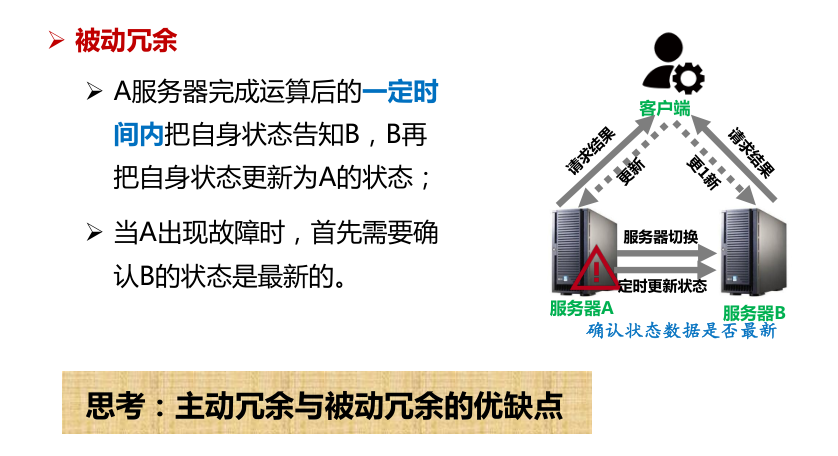 被动冗余
A服务器完成运算后的一定时
间内把自身状态告知B，B再
把自身状态更新为A的状态；
当A出现故障时，首先需要确
认B的状态是最新的。
客户端
请求结果
更新
更1新
请求结果
服务器切换
定时更新状态
服务器A
服务器B
确认状态数据是否最新
思考：主动冗余与被动冗余的优缺点